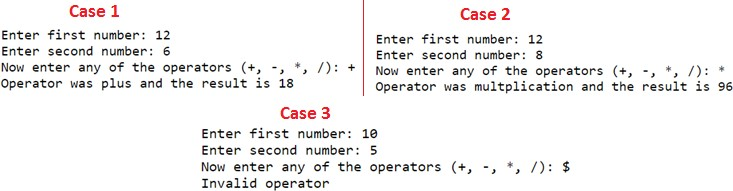 Case 1
Enter first number: 12
Enter second number: 6
Now enter any of the operators (+, -, *, /): +
Operator was plus and the result is 18
Case 2
Enter first number: 12
Enter second number: 8
Now enter any of the operators (+, -, *, /): *
Operator was multplication and the result is 96
Case 3
Enter first number: 10
Enter second number: 5
Now enter any of the operators (+, -, *, /): $
Invalid operator